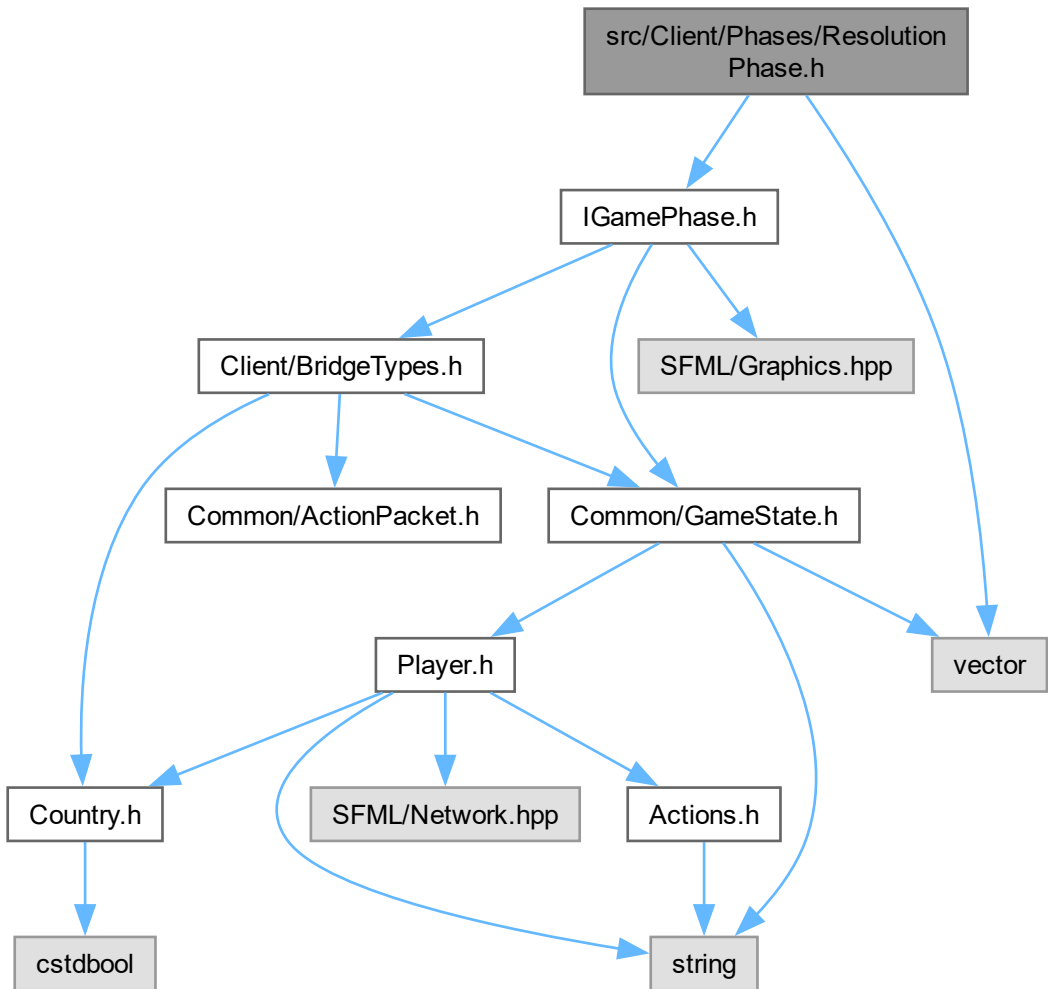 src/Client/Phases/Resolution
Phase.h
IGamePhase.h
Client/BridgeTypes.h
SFML/Graphics.hpp
Common/ActionPacket.h
Common/GameState.h
Player.h
vector
Country.h
SFML/Network.hpp
Actions.h
cstdbool
string